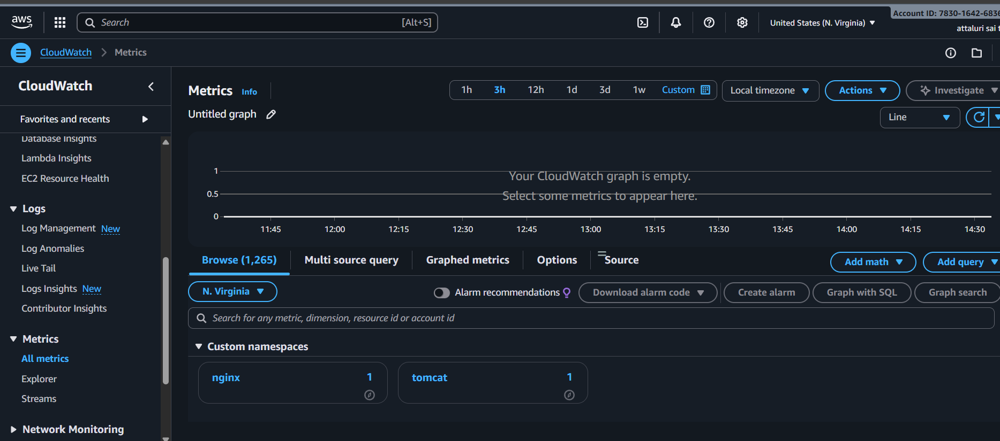 aws
Search [Alt+S]
United States (N. Virginia)
Account ID: 7830-1642-683
attaluri sai
CloudWatch
Metrics
CloudWatch
Favorites and recents
Database Insights
Lambda Insights
EC2 Resource Health
Logs
Log Management New
Log Anomalies
Live Tail
Logs Insights New
Contributor Insights
Metrics
All metrics
Explorer
Streams
Network Monitoring
Metrics Info
1h 3h 12h 1d 3d 1w Custom
Local timezone
Actions
Investigate
Untitled graph
Line
1
0.5
0
Your CloudWatch graph is empty.
Select some metrics to appear here.
11:45 12:00 12:15 12:30 12:45 13:00 13:15 13:30 13:45 14:00 14:15 14:30
Browse (1,265) Multi source query Graphed metrics Options Source
Add math
Add query
N. Virginia
Alarm recommendations
Download alarm code
Create alarm
Graph with SQL
Graph search
Search for any metric, dimension, resource id or account id
Custom namespaces
nginx 1
tomcat 1